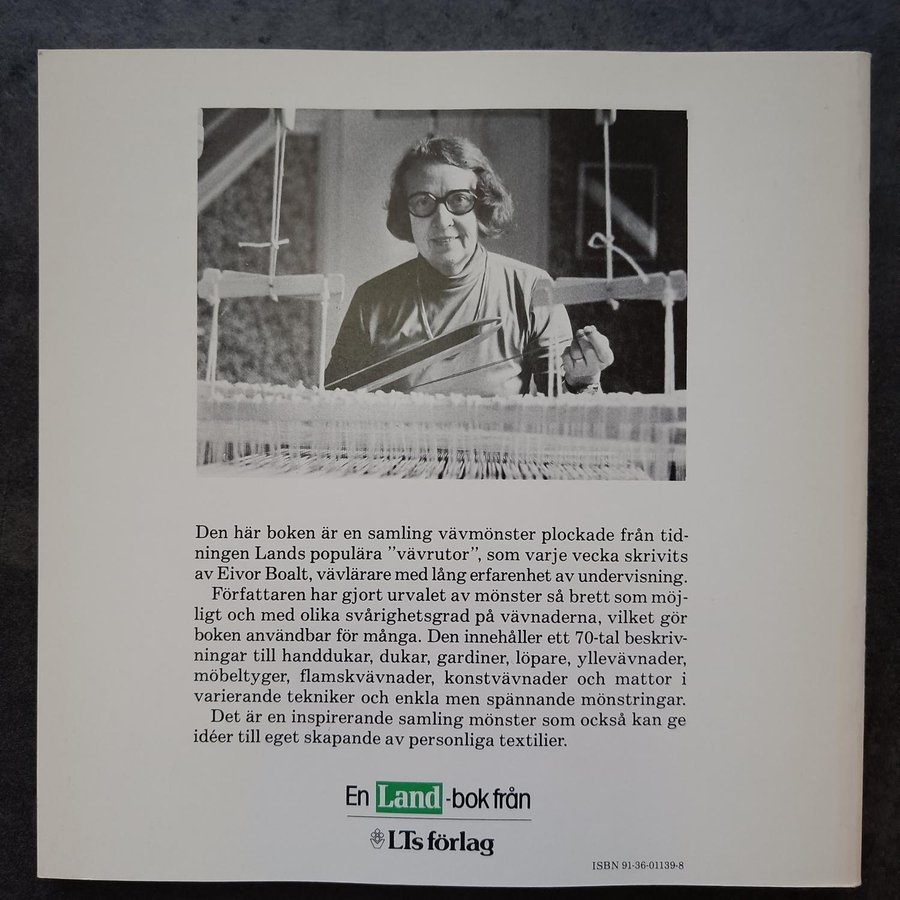 Den här boken är en samling vävmönster plockade från tid-
ningen Lands populära ”vävrutor”, som varje vecka skrivits
av Eivor Boalt, vävlärare med lång erfarenhet av undervisning.
Författaren har gjort urvalet av mönster så brett som möj-
ligt och med olika svårighetsgrad på vävnaderna, vilket gör
boken användbar för många. Den innehåller ett 70-tal beskriv-
ningar till handdukar, dukar, gardiner, löpare, yllevävnader,
möbeltyger, flamskvävnader, konstvävnader och mattor i
varierande tekniker och enkla men spännande mönstringar.
Det är en inspirerande samling mönster som också kan ge
idéer till eget skapande av personliga textilier.
En Land-bok från
LTs förlag
ISBN 91-36-01139-8